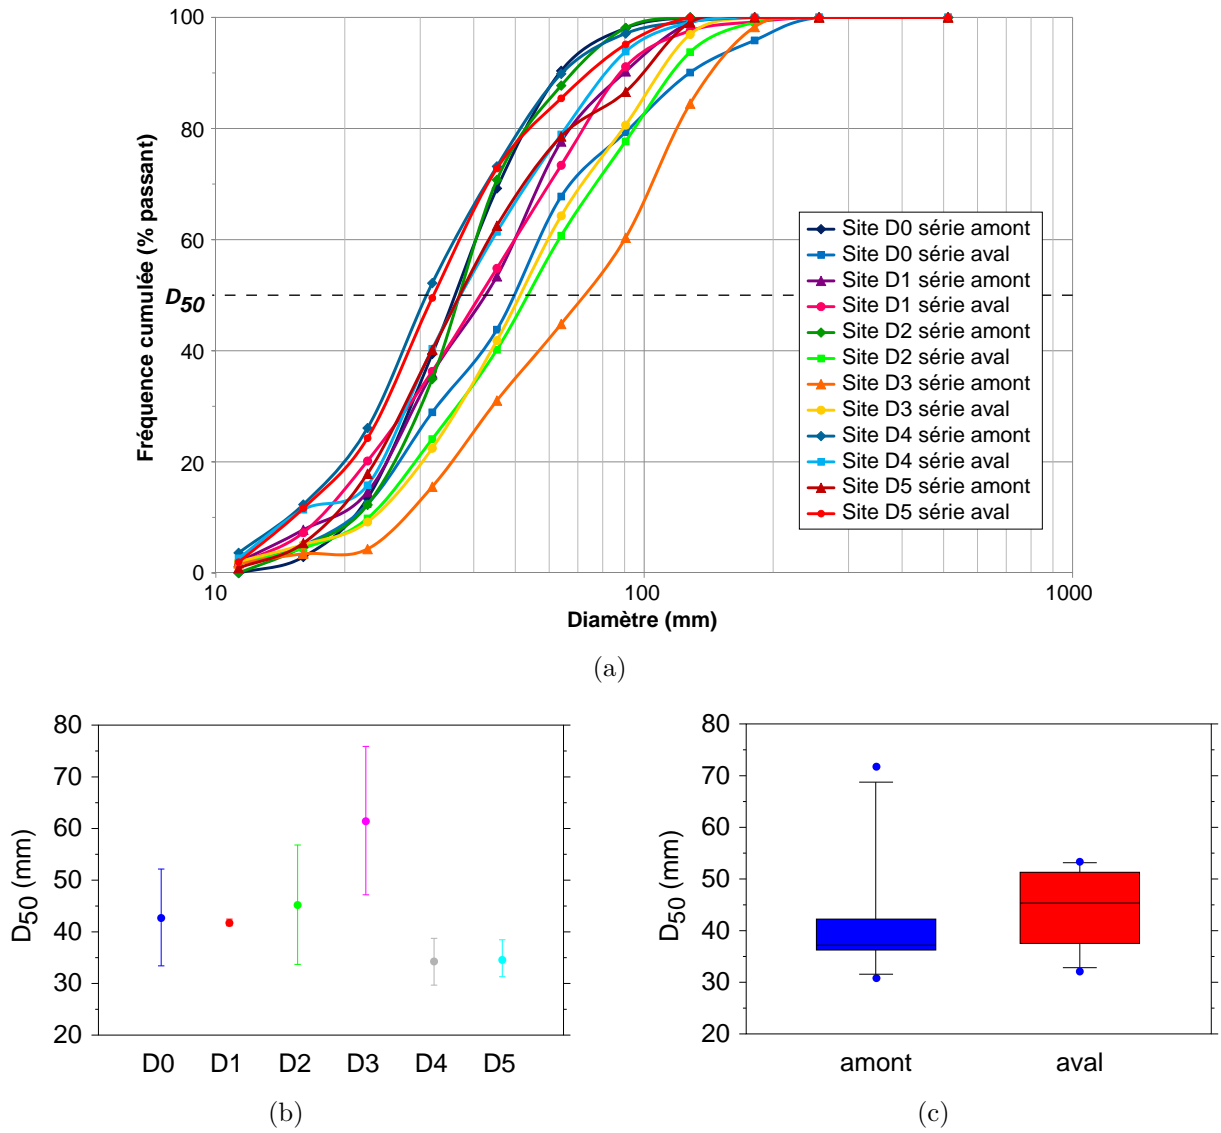 100
80
60
D50
40
20
0
10
100
1000
Fréquence cumulée (% passant)
Diamètre (mm)
Site D0 série amont
Site D0 série aval
Site D1 série amont
Site D1 série aval
Site D2 série amont
Site D2 série aval
Site D3 série amont
Site D3 série aval
Site D4 série amont
Site D4 série aval
Site D5 série amont
Site D5 série aval
(a)
80
70
60
50
40
30
20
D50 (mm)
D0 D1 D2 D3 D4 D5
(b)
80
70
60
50
40
30
20
D50 (mm)
amont aval
(c)